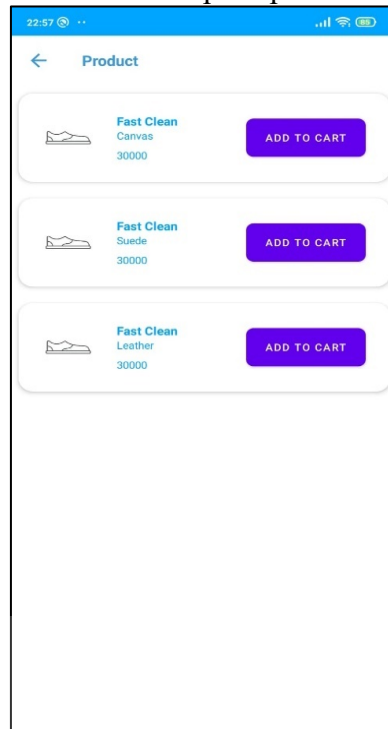 22:57
85
Product
Fast Clean
Canvas
30000
ADD TO CART
Fast Clean
Suede
30000
ADD TO CART
Fast Clean
Leather
30000
ADD TO CART